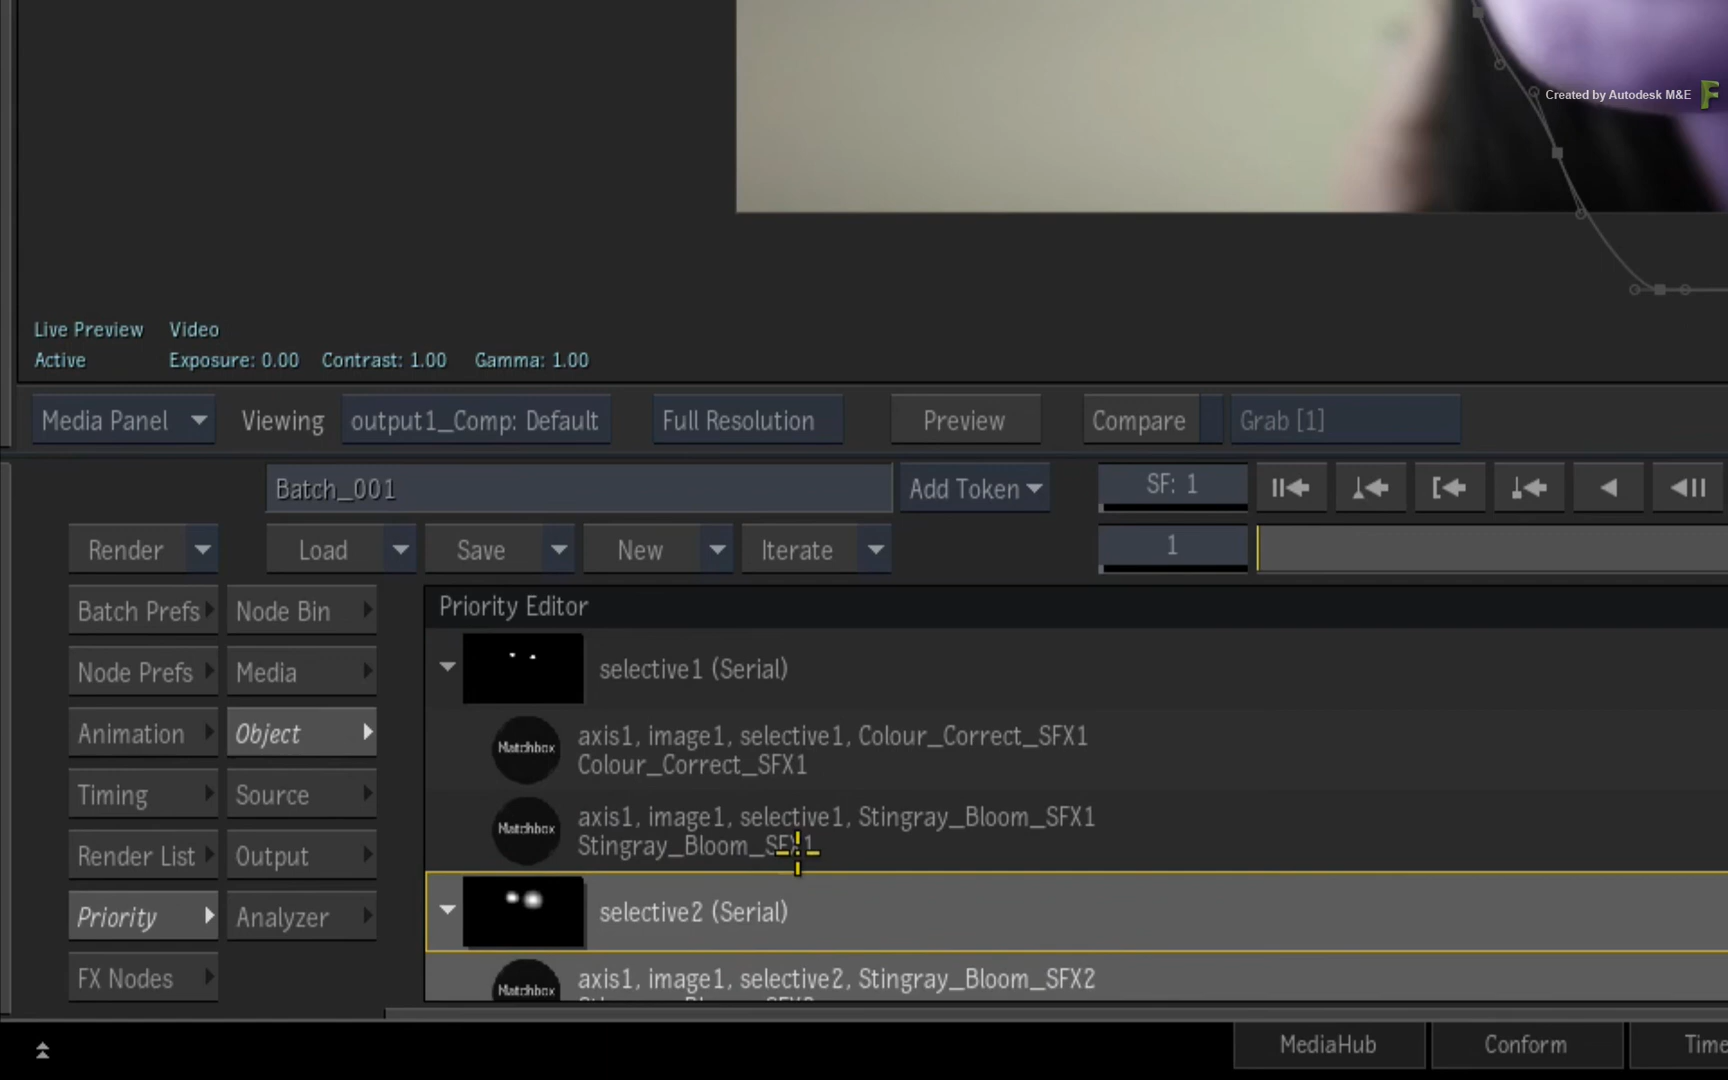 Created by Autodesk M&E
Live Preview Video
Active Exposure: 0.00 Contrast: 1.00 Gamma: 1.00
Media Panel Viewing output1_Comp: Default Full Resolution Preview Compare Grab [1]
Batch_001 Add Token SF: 1
Render Load Save New Iterate 1
Batch Prefs Node Bin Priority Editor
Node Prefs Media selective1 (Serial)
Animation Object Matchbox axis1, image1, selective1, Colour_Correct_SFX1
Colour_Correct_SFX1
Timing Source Matchbox axis1, image1, selective1, Stingray_Bloom_SFX1
Render List Output Stingray_Bloom_SFX1
Priority Analyzer selective2 (Serial)
FX Nodes Matchbox axis1, image1, selective2, Stingray_Bloom_SFX2
MediaHub Conform